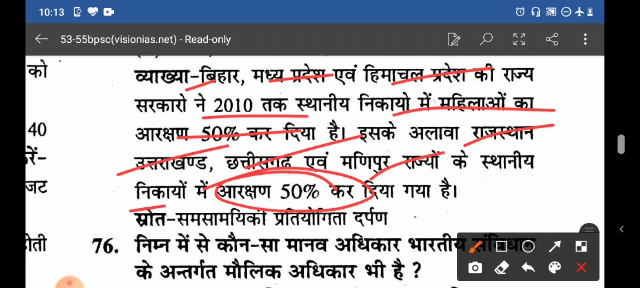 10:13
53-55bpsc(visionias.net) - Read-only
को
व्याख्या-बिहार, मध्य प्रदेश एवं हिमाचल प्रदेश की राज्य
सरकारो ने 2010 तक स्थानीय निकायो में महिलाओं का
40
आरक्षण 50% कर दिया है। इसके अलावा राजस्थान
रें-
उत्तराखण्ड, छत्तीसगढ़ एवं मणिपुर राज्यों के स्थानीय
जट
निकायों में आरक्षण 50% कर दिया गया है।
स्रोत-समसामयिकी प्रतियोगिता दर्पण
होती
76. निम्न में से कौन-सा मानव अधिकार भारतीय संविधान
के अन्तर्गत मौलिक अधिकार भी है ?